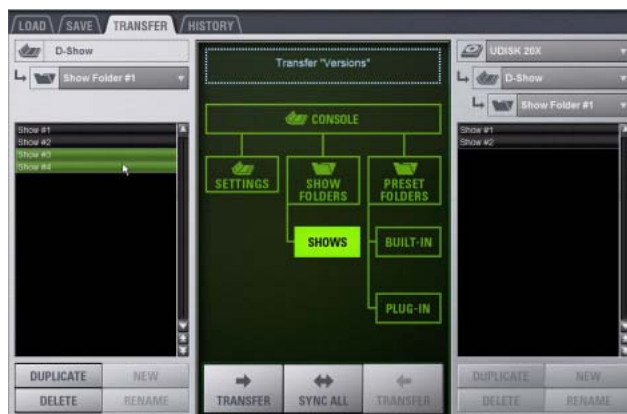 LOAD
SAVE
TRANSFER
HISTORY
D-Show
Show Folder #1
Show #1
Show #2
Show #3
Show #4
DUPLICATE
NEW
DELETE
RENAME
Transfer "Versions"
CONSOLE
SETTINGS
SHOW
FOLDERS
PRESET
FOLDERS
SHOWS
BUILT-IN
PLUG-IN
TRANSFER
SYNC ALL
TRANSFER
UDISK 20X
D-Show
Show Folder #1
Show #1
Show #2
DUPLICATE
NEW
DELETE
RENAME